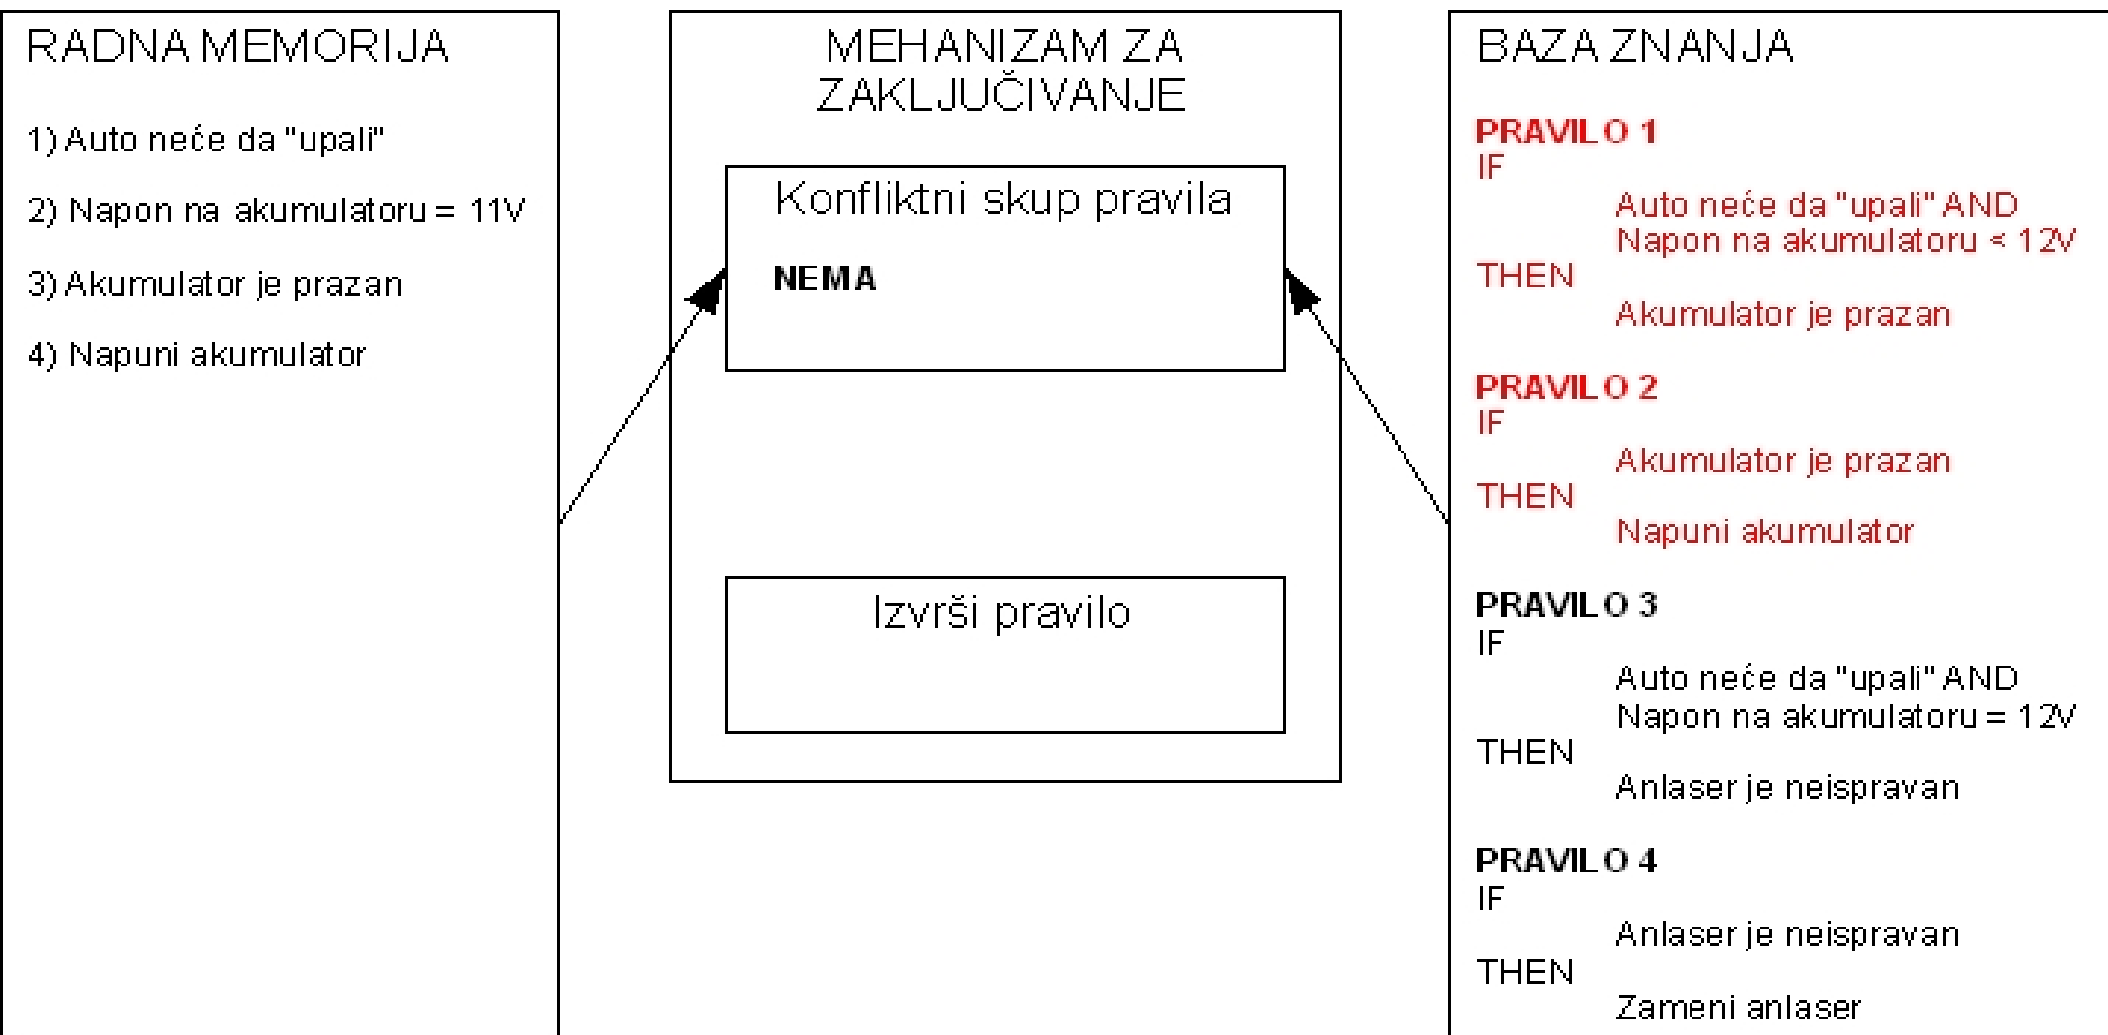 RADNA MEMORIJA
1) Auto neće da "upali"
2) Napon na akumulatoru = 11V
3) Akumulator je prazan
4) Napuni akumulator
MEHANIZAM ZA
ZAKLJUČIVANJE
Konfliktni skup pravila
NEMA
Izvrši pravilo
BAZA ZNANJA
PRAVILO 1
IF
Auto neće da "upali" AND
Napon na akumulatoru < 12V
THEN
Akumulator je prazan
PRAVILO 2
IF
Akumulator je prazan
THEN
Napuni akumulator
PRAVILO 3
IF
Auto neće da "upali" AND
Napon na akumulatoru = 12V
THEN
Anlaser je neispravan
PRAVILO 4
IF
Anlaser je neispravan
THEN
Zameni anlaser